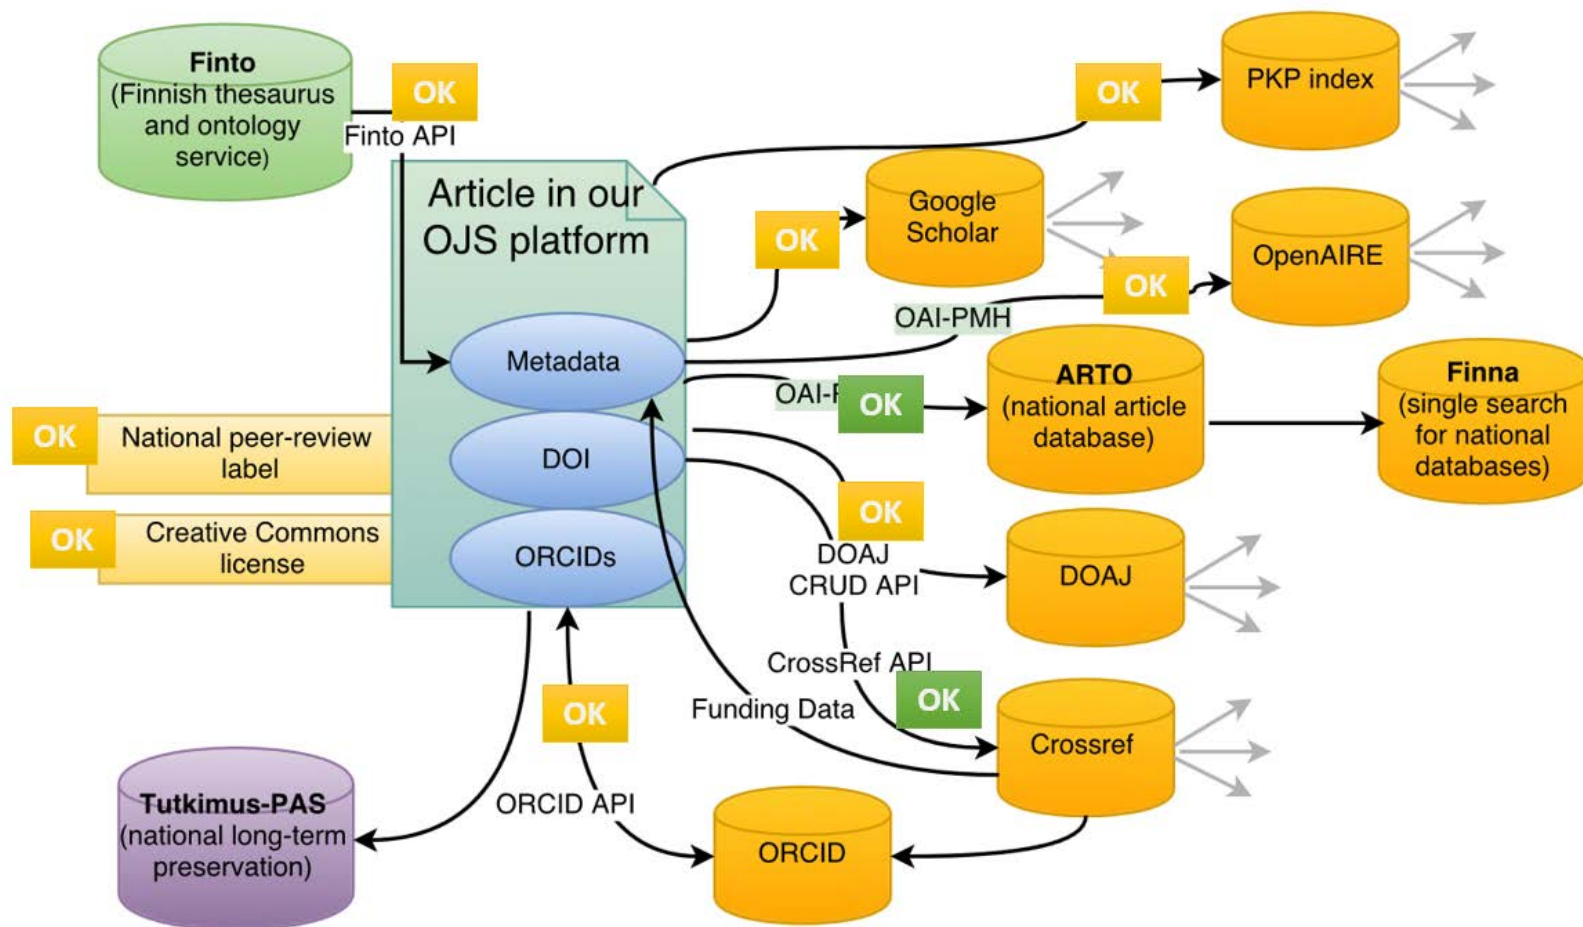 Finto
(Finnish thesaurus
and ontology
service)
OK
Finto API
Article in our
OJS platform
Metadata
DOI
ORCIDs
OK
National peer-review
label
OK
Creative Commons
license
OK
PKP index
OK
Google
Scholar
OK
OpenAIRE
OAI-PMH
OAI-
OK
ARTO
(national article
database)
Finna
(single search
for national
databases)
OK
DOAJ
CRUD API
DOAJ
CrossRef API
OK
Funding Data
Crossref
OK
ORCID API
ORCID
Tutkimus-PAS
(national long-term
preservation)